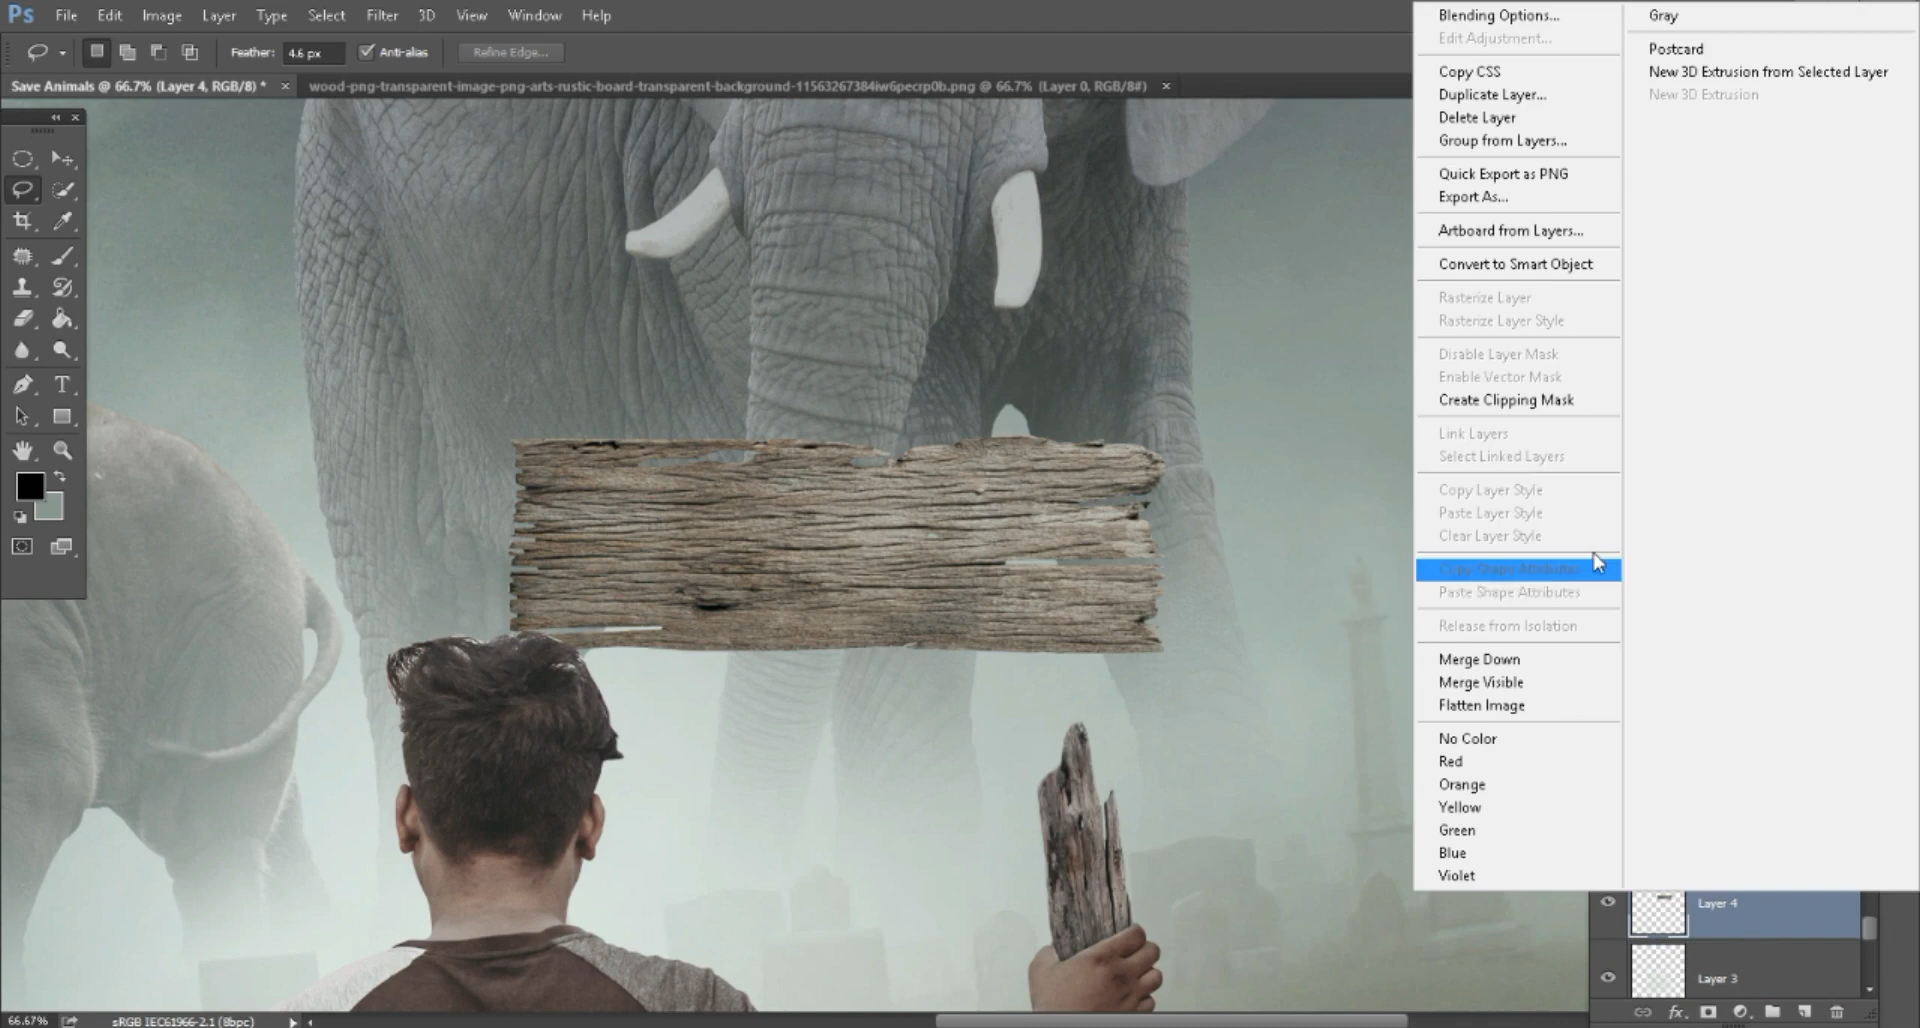 Ps File Edit Image Layer Type Select Filter 3D View Window Help
Feather: 4.6 px Anti-alias Refine Edge...
Save Animals @ 66.7% (Layer 4, RGB/8) * × wood-png-transparent-image-png-arts-rustic-board-transparent-background-11563267384iw6pecrp0b.png @ 66.7% (Layer 0, RGB/8#) ×
T
Blending Options...
Edit Adjustment...
Copy CSS
Duplicate Layer...
Delete Layer
Group from Layers...
Quick Export as PNG
Export As...
Artboard from Layers...
Convert to Smart Object
Rasterize Layer
Rasterize Layer Style
Disable Layer Mask
Enable Vector Mask
Create Clipping Mask
Link Layers
Select Linked Layers
Copy Layer Style
Paste Layer Style
Clear Layer Style
Copy Shape Attributes
Paste Shape Attributes
Release from Isolation
Merge Down
Merge Visible
Flatten Image
No Color
Red
Orange
Yellow
Green
Blue
Violet
Gray
Postcard
New 3D Extrusion from Selected Layer
New 3D Extrusion
Layer 4
Layer 3
fx
66.67% sRGB IEC61966-2.1 (8bpc)